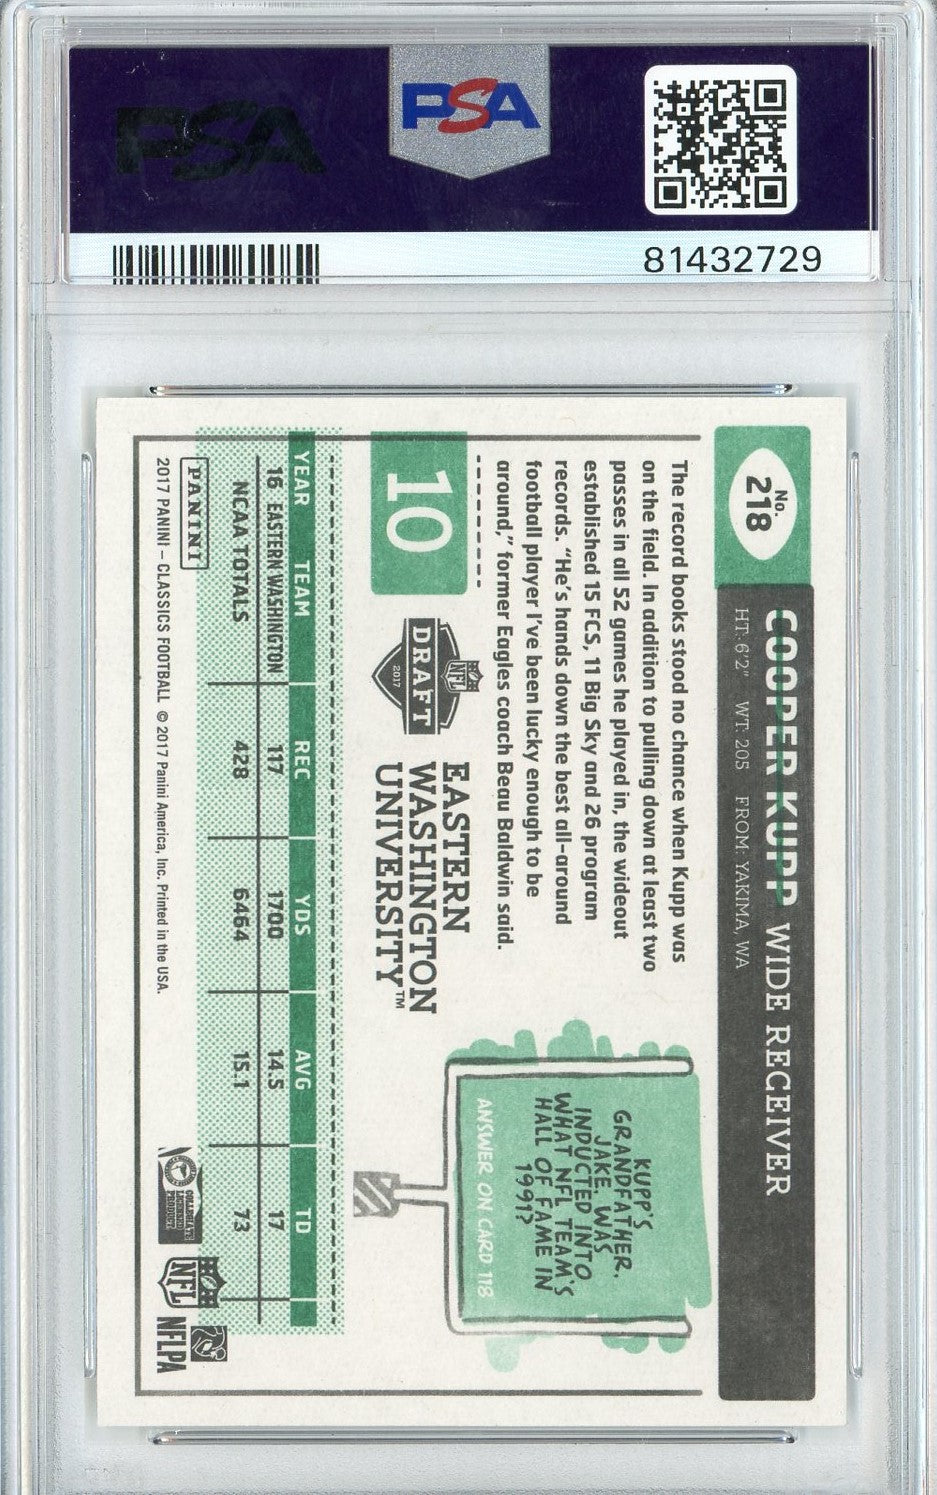 PSA
PSA
81432729
No.
218
COOPER KUPP WIDE RECEIVER
HT: 6'2" WT: 205 FROM: YAKIMA, WA
The record books stood no chance when Kupp was
on the field. In addition to pulling down at least two
passes in all 52 games he played in, the wideout
established 15 FCS, 11 Big Sky and 26 program
records. "He's hands down the best all-around
football player I've been lucky enough to be
around," former Eagles coach Beau Baldwin said.
KUPP'S
GRANDFATHER,
JAKE, WAS
INDUCTED INTO
WHAT NFL TEAM'S
HALL OF FAME IN
1991?
ANSWER ON CARD 118
10
NFL
DRAFT
2017
EASTERN
WASHINGTON
UNIVERSITY™
YEAR TEAM REC YDS AVG TD
16 EASTERN WASHINGTON 117 1700 14.5 17
NCAA TOTALS 428 6464 15.1 73
PANINI
2017 PANINI – CLASSICS FOOTBALL © 2017 Panini America, Inc. Printed in the USA.
COLLEGIATE
LICENSED
PRODUCT
NFL
NFLPA